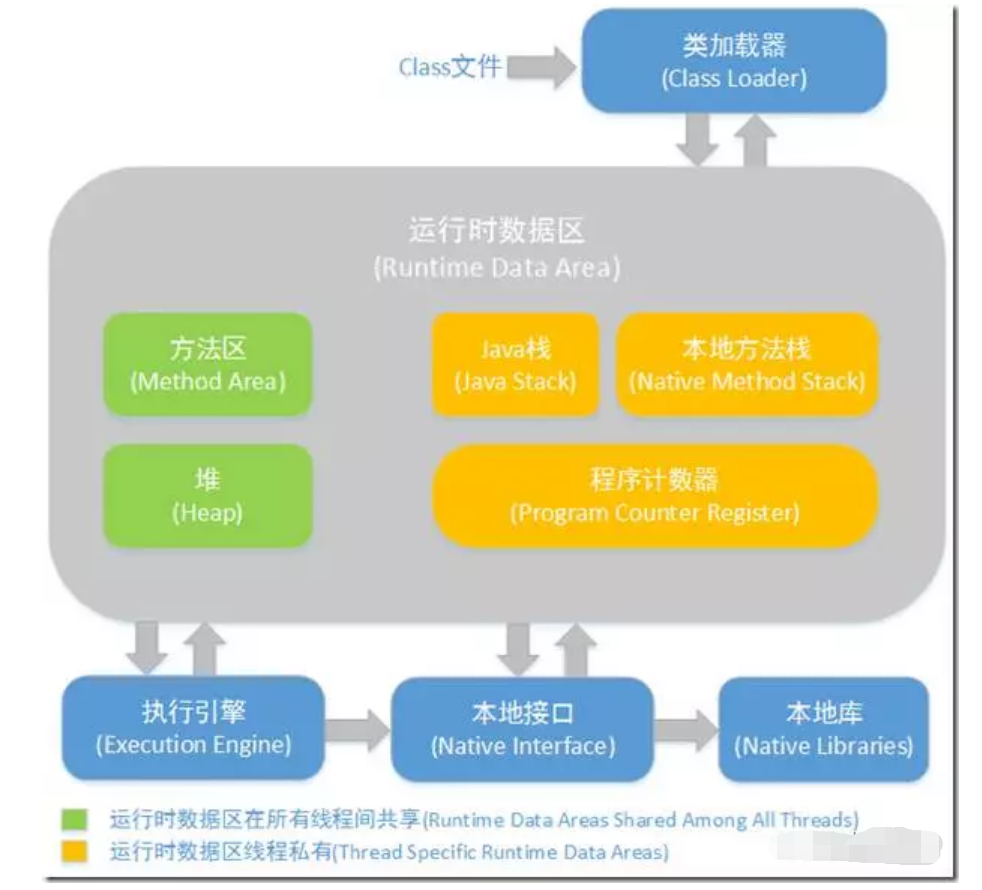 Class文件
类加载器
(Class Loader)
运行时数据区
(Runtime Data Area)
方法区
(Method Area)
Java栈
(Java Stack)
本地方法栈
(Native Method Stack)
堆
(Heap)
程序计数器
(Program Counter Register)
执行引擎
(Execution Engine)
本地接口
(Native Interface)
本地库
(Native Libraries)
运行时数据区在所有线程间共享(Runtime Data Areas Shared Among All Threads)
运行时数据区线程私有(Thread Specific Runtime Data Areas)